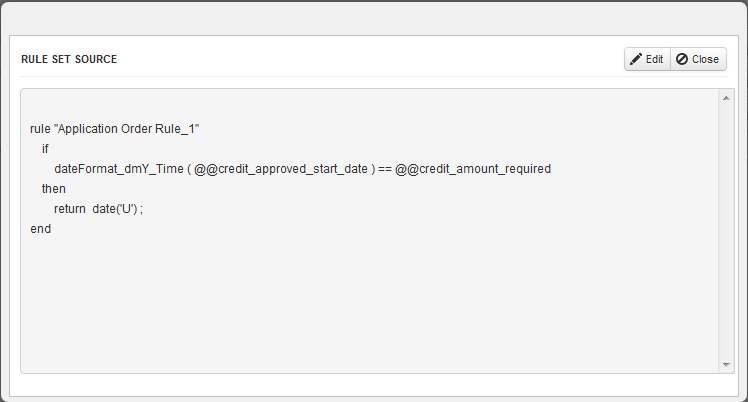 RULE SET SOURCE
Edit
Close
rule "Application Order Rule_1"
if
dateFormat_dmY_Time ( @@credit_approved_start_date ) == @@credit_amount_required
then
return  date('U') ;
end